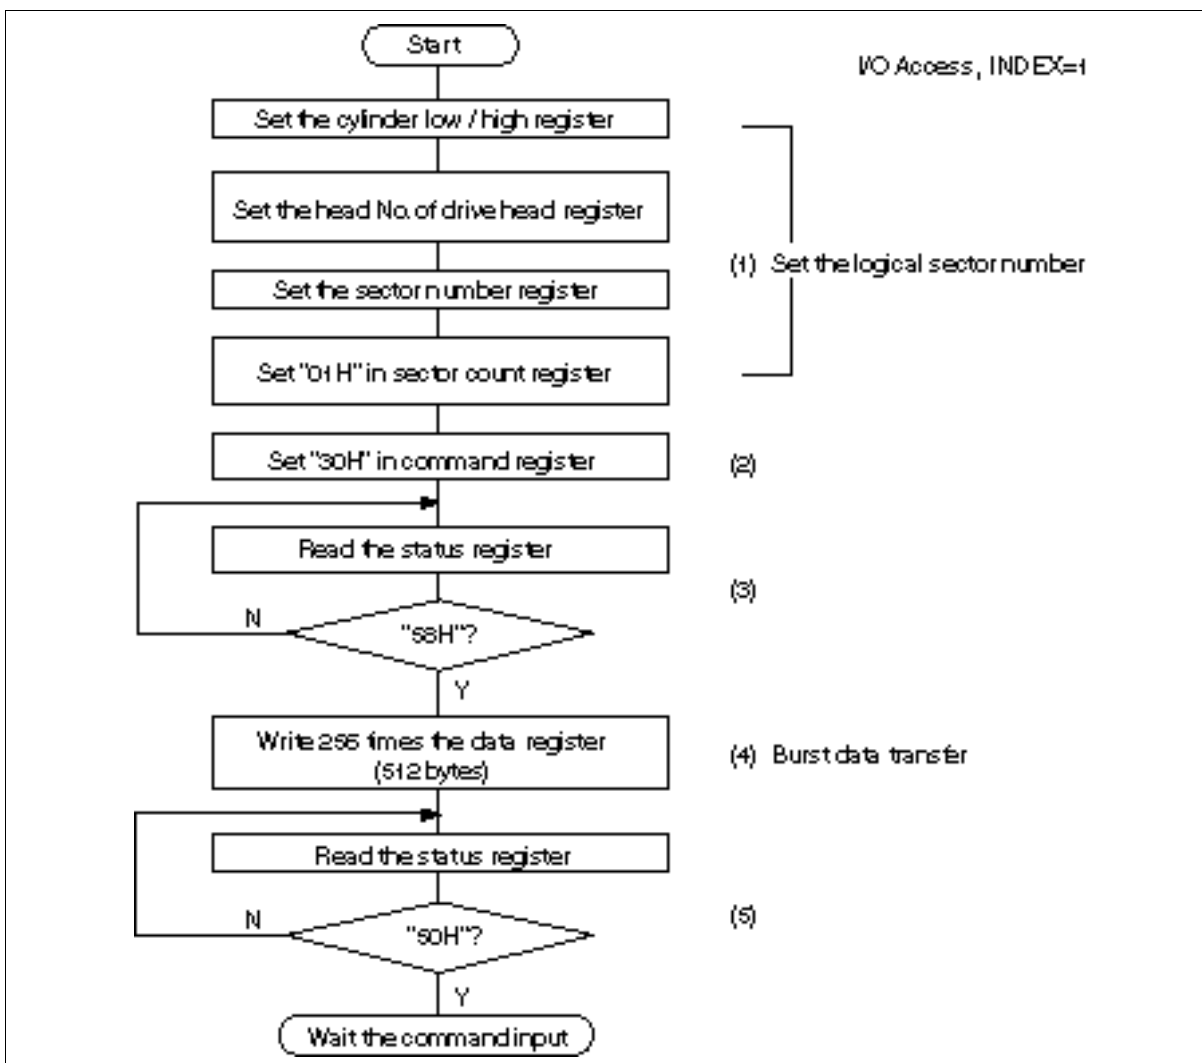 Start
I/O Access, INDEX=1
Set the cylinder low / high register
Set the head No. of drive head register
(1) Set the logical sector number
Set the sector number register
Set "01H" in sector count register
Set "30H" in command register
(2)
Read the status register
(3)
N
"58H"?
Y
Write 256 times the data register
(512 bytes)
(4) Burst data transfer
Read the status register
N
"50H"?
(5)
Y
Wait the command input